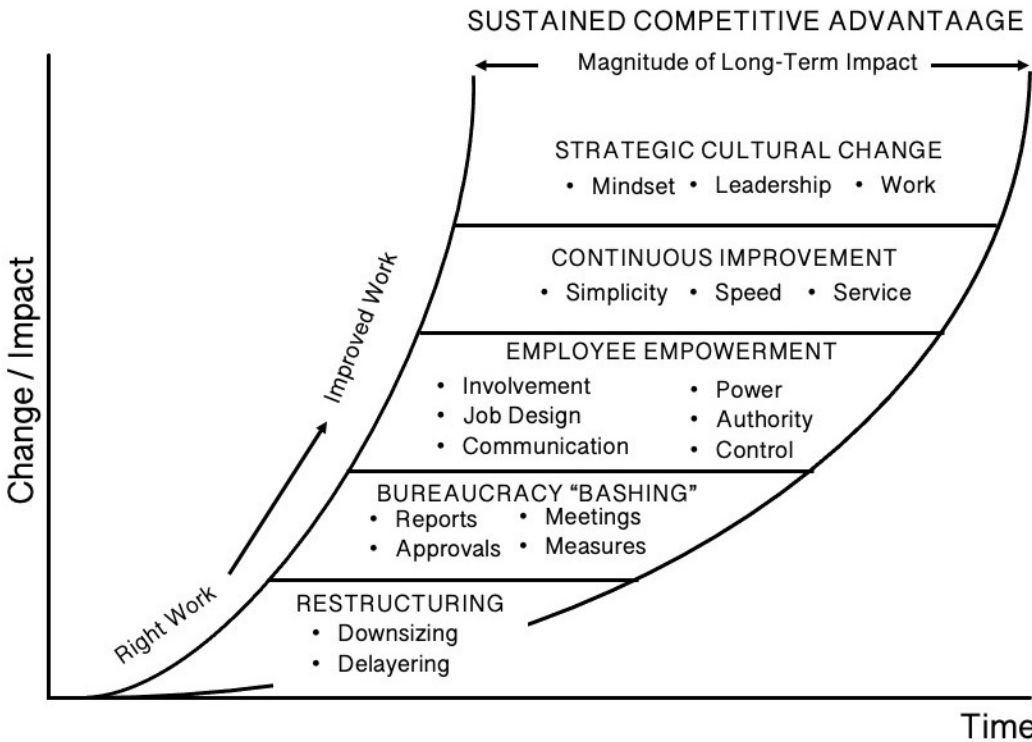 SUSTAINED COMPETITIVE ADVANTAAGE
Magnitude of Long-Term Impact
STRATEGIC CULTURAL CHANGE
• Mindset • Leadership • Work
CONTINUOUS IMPROVEMENT
• Simplicity • Speed • Service
EMPLOYEE EMPOWERMENT
• Involvement • Power
• Job Design • Authority
• Communication • Control
BUREAUCRACY “BASHING”
• Reports • Meetings
• Approvals • Measures
RESTRUCTURING
• Downsizing
• Delayering
Improved Work
Right Work
Change / Impact
Time